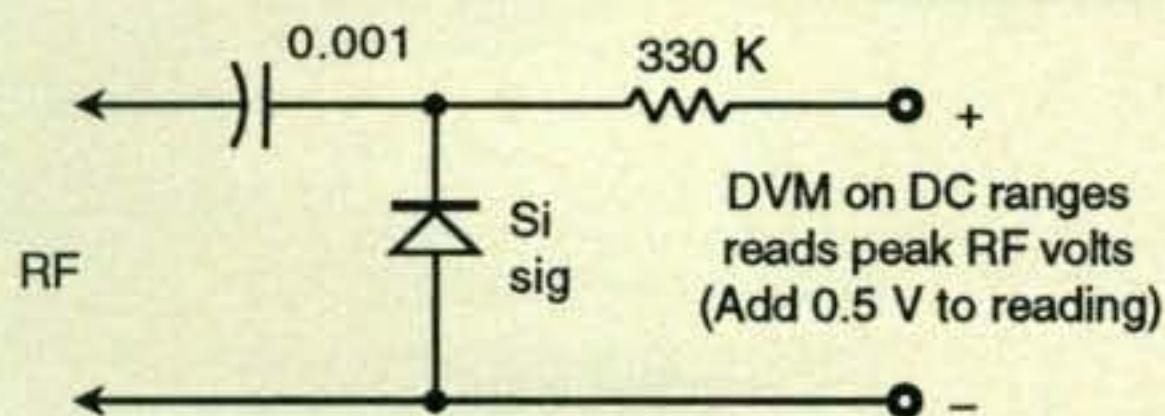 0.001
330 K
+
Si
sig
RF
DVM on DC ranges
reads peak RF volts
(Add 0.5 V to reading)
–